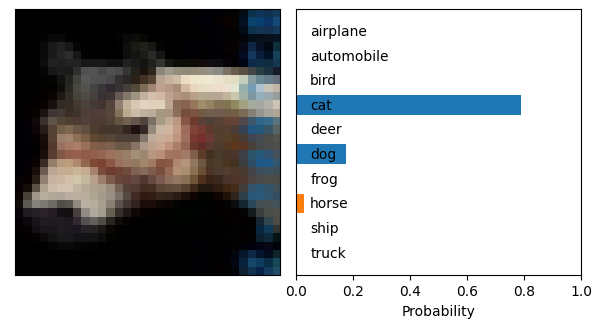 airplane
automobile
bird
cat
deer
dog
frog
horse
ship
truck
0.0 0.2 0.4 0.6 0.8 1.0
Probability